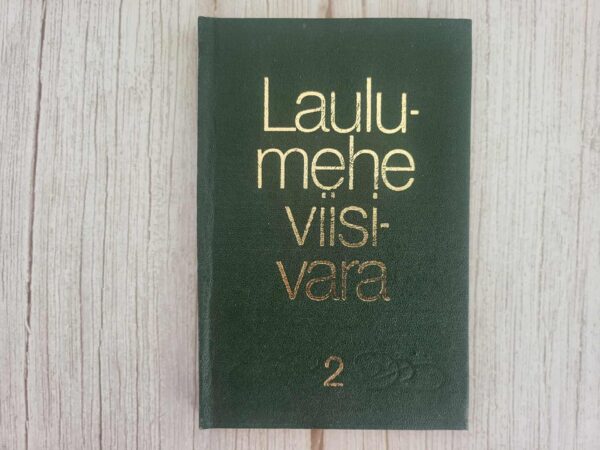 Laulu-
mehe
viisi-
vara
2